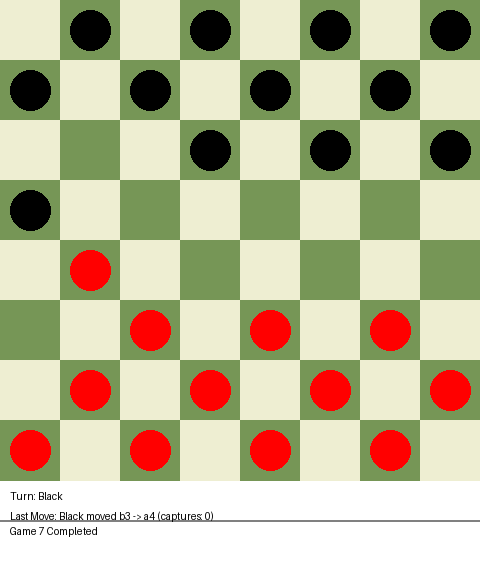 Turn: Black
Last Move: Black moved b3 -> a4 (captures: 0)
Game 7 Completed